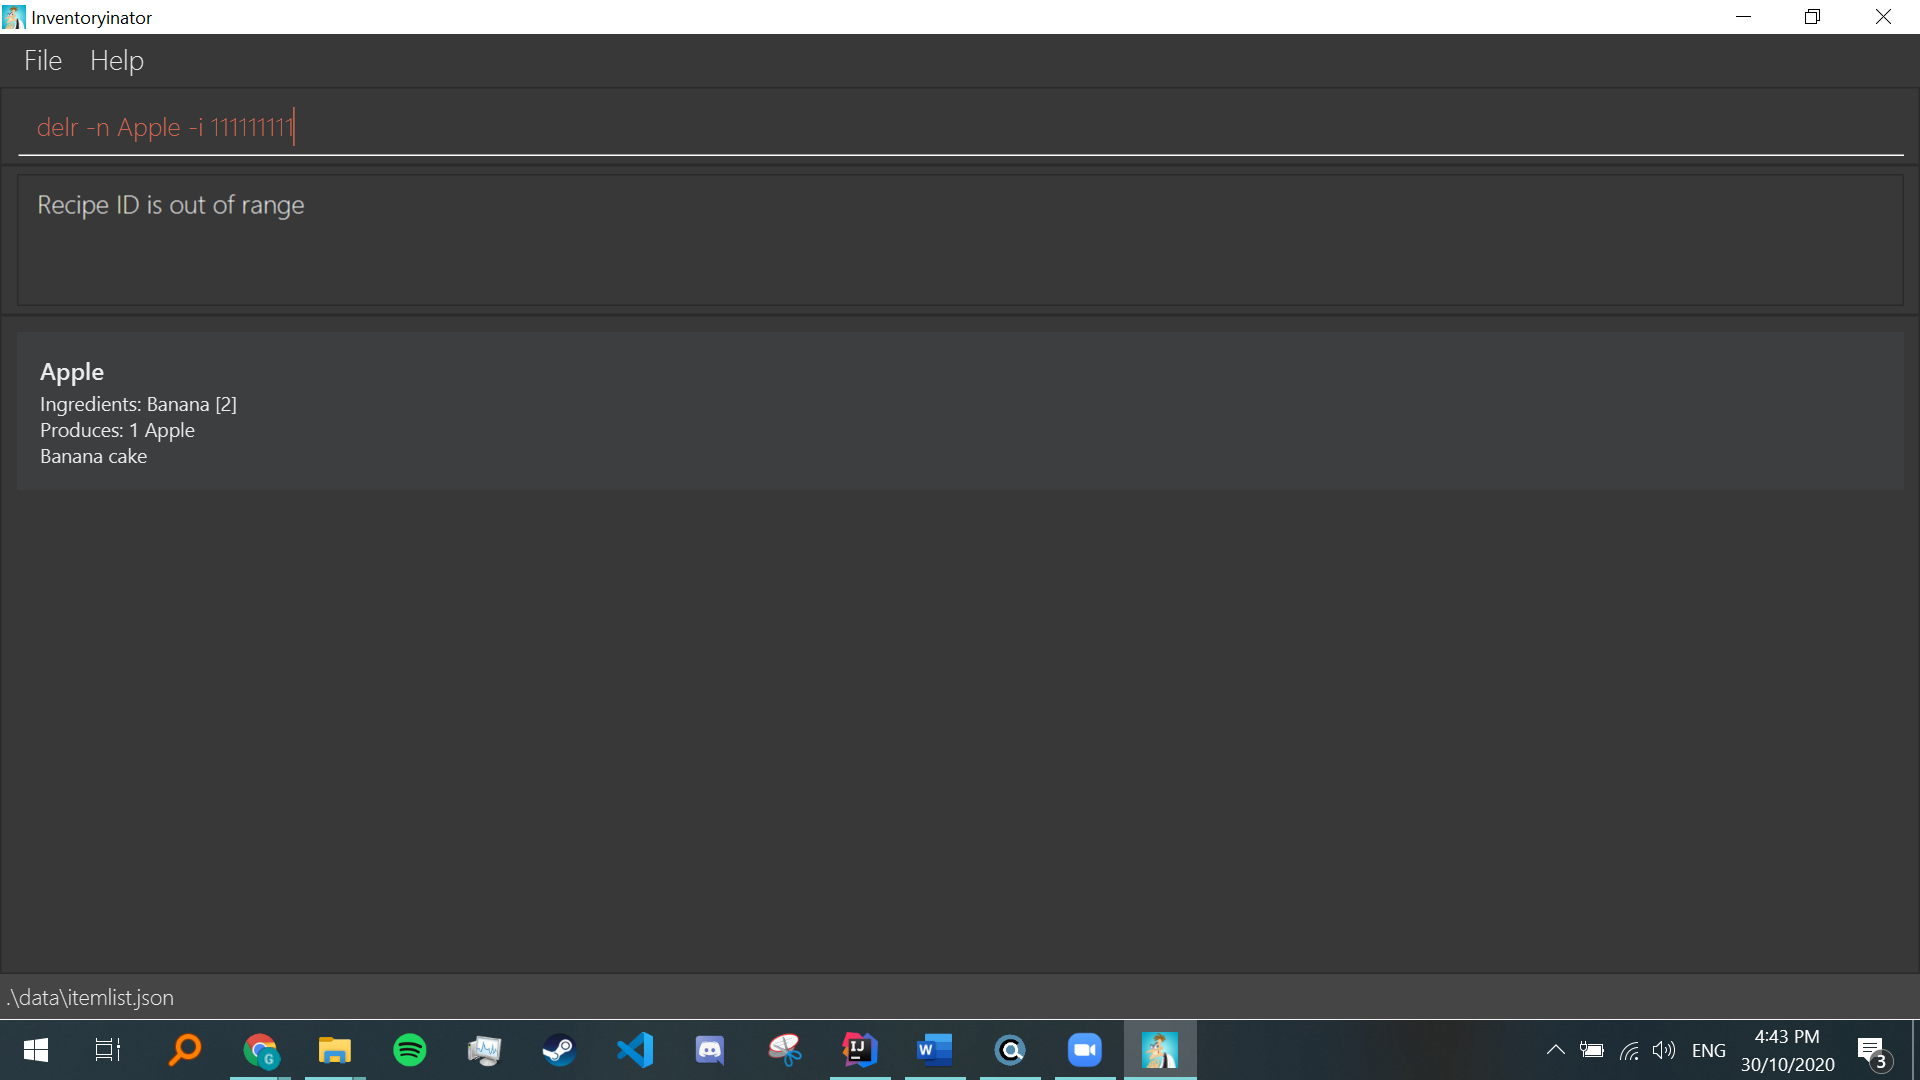 Inventoryinator
File Help
delr -n Apple -i 111111111
Recipe ID is out of range
Apple
Ingredients: Banana [2]
Produces: 1 Apple
Banana cake
.\data\itemlist.json
G
IJ
W
ENG
4:43 PM
30/10/2020
3